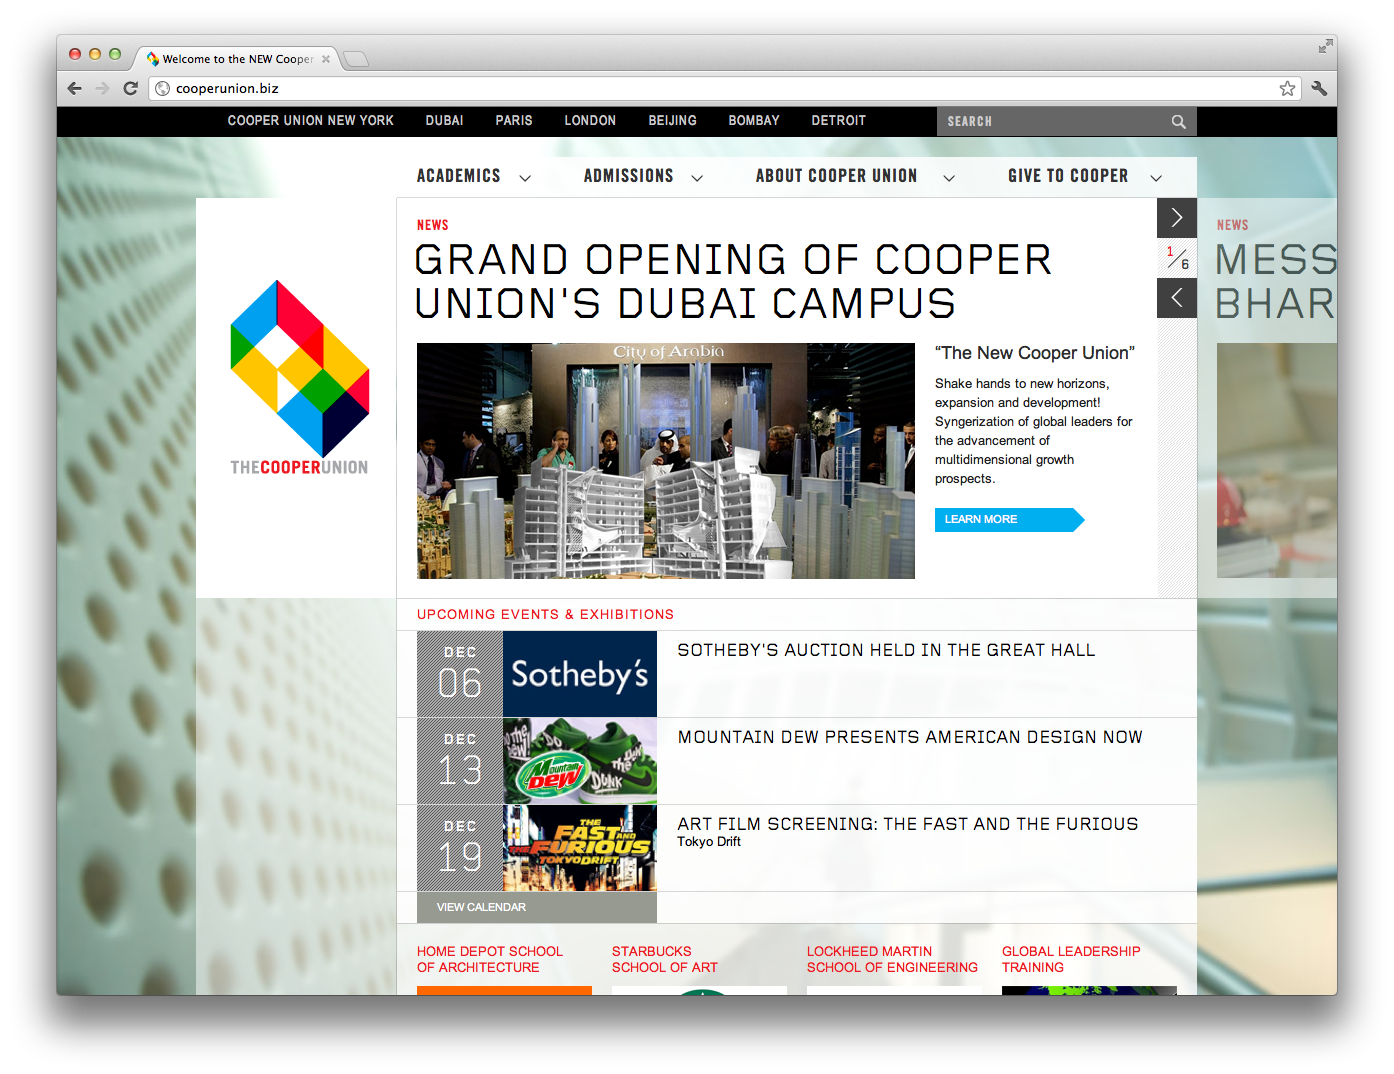 Welcome to the NEW Cooper
cooperunion.biz
COOPER UNION NEW YORK DUBAI PARIS LONDON BEIJING BOMBAY DETROIT SEARCH
ACADEMICS ADMISSIONS ABOUT COOPER UNION GIVE TO COOPER
NEWS
GRAND OPENING OF COOPER
UNION'S DUBAI CAMPUS
1/6
City of Arabia
“The New Cooper Union”
Shake hands to new horizons,
expansion and development!
Syngerization of global leaders for
the advancement of
multidimensional growth
prospects.
LEARN MORE
NEWS
MESS
BHAR
THECOOPERUNION
UPCOMING EVENTS & EXHIBITIONS
DEC
06
Sotheby's
SOTHEBY'S AUCTION HELD IN THE GREAT HALL
DEC
13
Mountain
DEW
DUNK
MOUNTAIN DEW PRESENTS AMERICAN DESIGN NOW
DEC
19
THE
FAST AND
THE FURIOUS
TOKYO DRIFT
ART FILM SCREENING: THE FAST AND THE FURIOUS
Tokyo Drift
VIEW CALENDAR
HOME DEPOT SCHOOL
OF ARCHITECTURE
STARBUCKS
SCHOOL OF ART
LOCKHEED MARTIN
SCHOOL OF ENGINEERING
GLOBAL LEADERSHIP
TRAINING